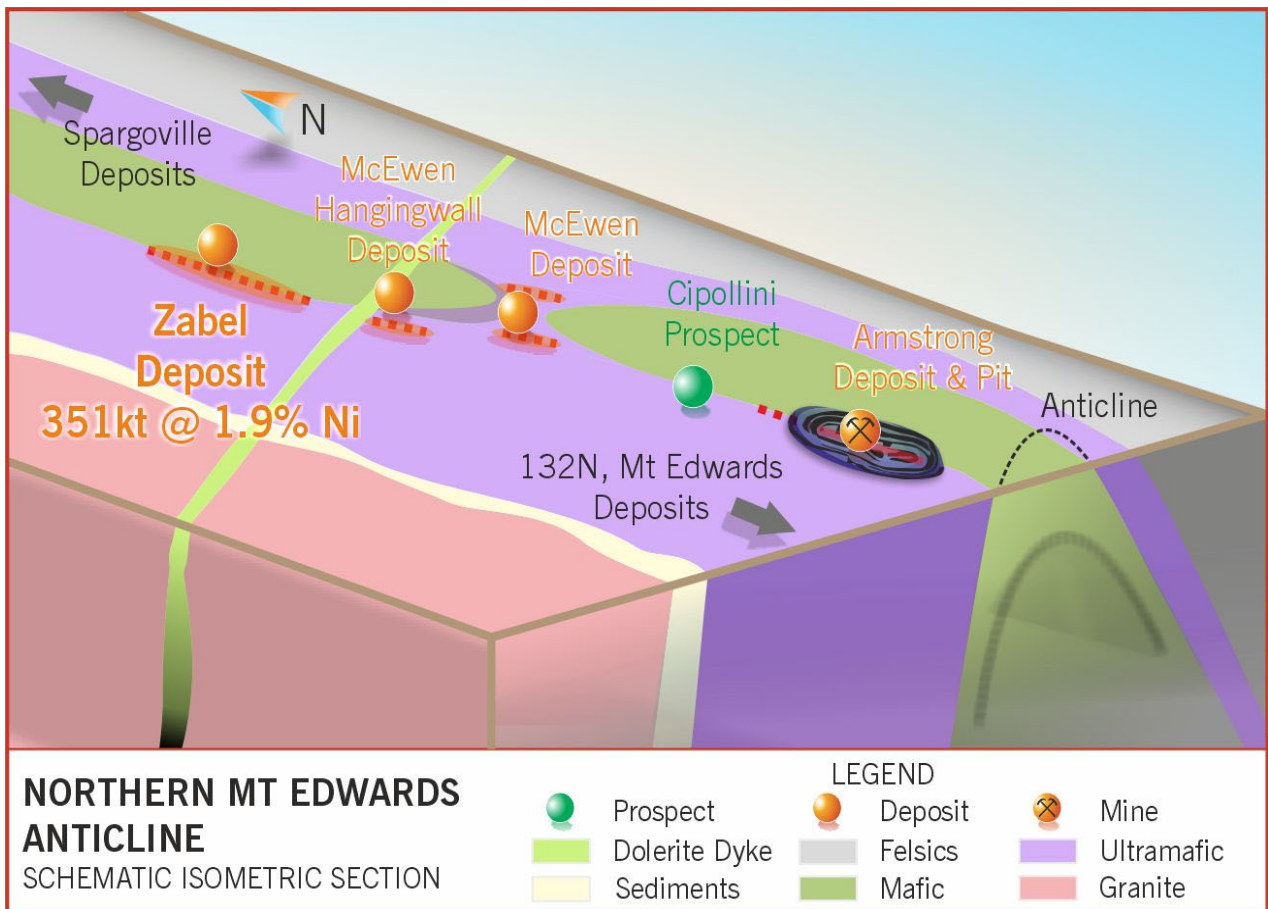 N
Spargoville
Deposits
McEwen
Hangingwall
Deposit
McEwen
Deposit
Cipollini
Prospect
Armstrong
Deposit & Pit
Anticline
Zabel
Deposit
351kt @ 1.9% Ni
132N, Mt Edwards
Deposits
NORTHERN MT EDWARDS
ANTICLINE
SCHEMATIC ISOMETRIC SECTION
LEGEND
Prospect
Deposit
Mine
Dolerite Dyke
Felsics
Ultramafic
Sediments
Mafic
Granite